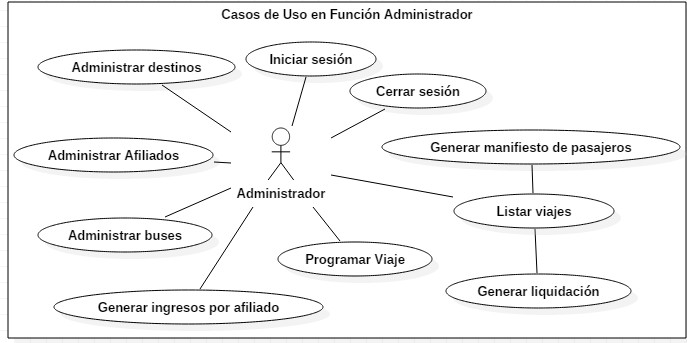 Casos de Uso en Función Administrador
Iniciar sesión
Administrar destinos
Cerrar sesión
Administrar Afiliados
Generar manifiesto de pasajeros
Administrador
Listar viajes
Administrar buses
Programar Viaje
Generar liquidación
Generar ingresos por afiliado